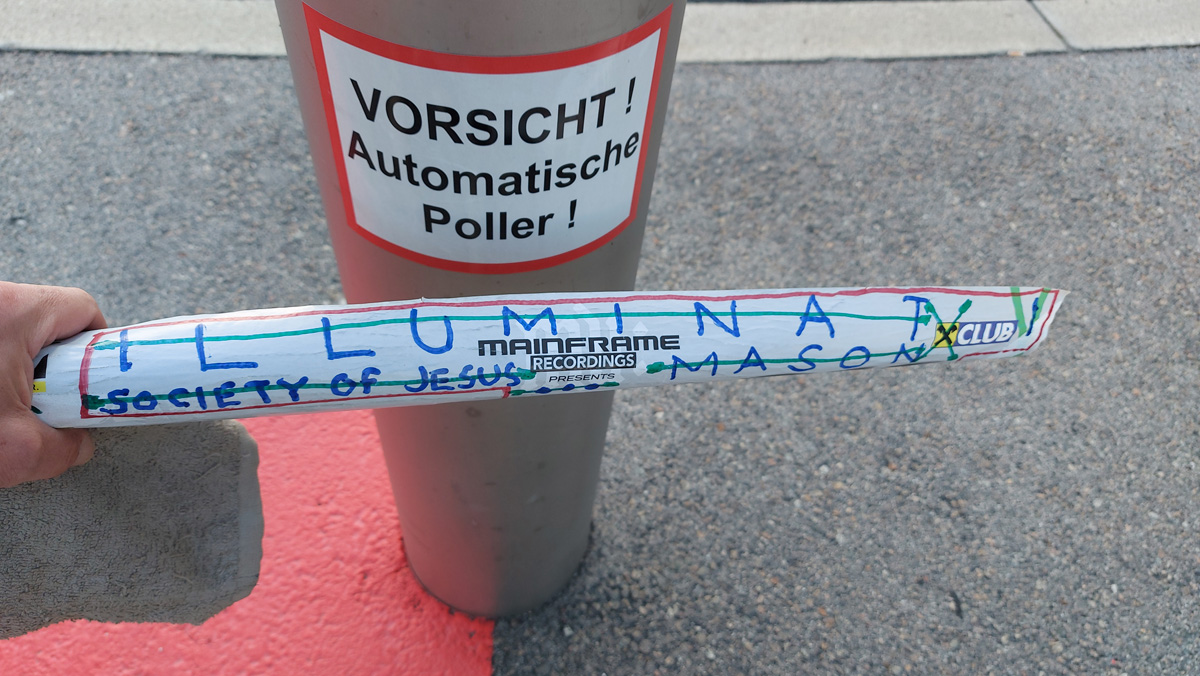 VORSICHT !
Automatische
Poller !
ILLUMINATI
MAINFRAME
RECORDINGS
PRESENTS
SOCIETY OF JESUS
MASON
X CLUB